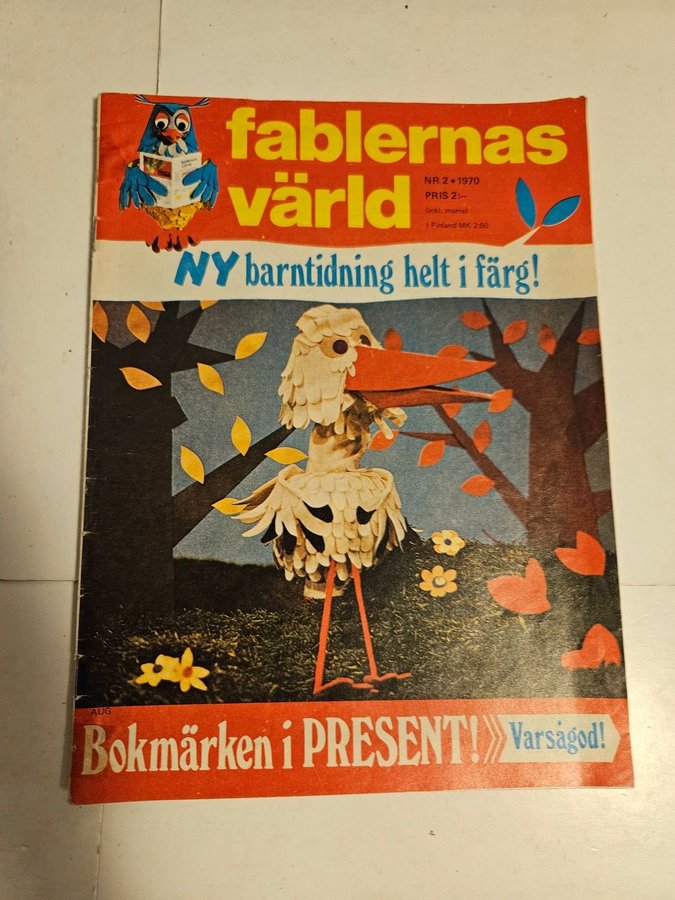 fablernas
värld
NR 2 • 1970
PRIS 2:–
(inkl. moms)
I Finland MK 2:50
NY barntidning helt i färg!
AUG
Bokmärken i PRESENT! Varsågod!